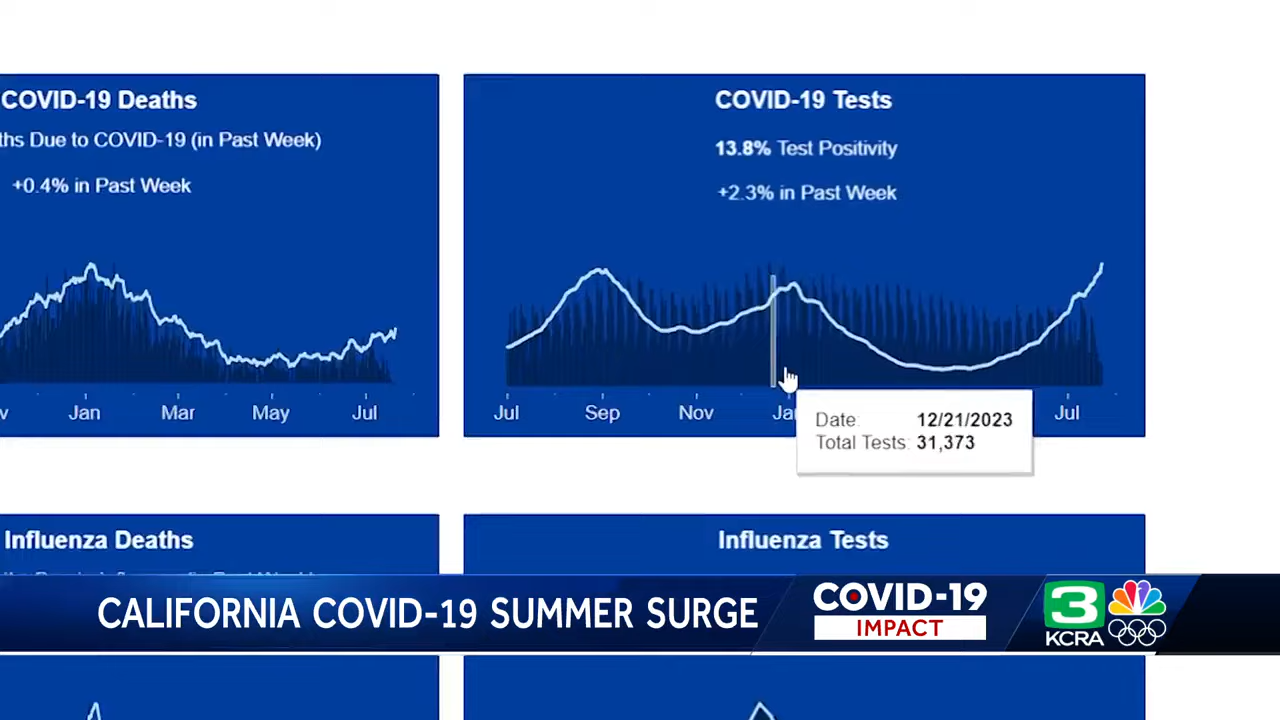 COVID-19 Deaths
ths Due to COVID-19 (in Past Week)
+0.4% in Past Week
Jan Mar May Jul
COVID-19 Tests
13.8% Test Positivity
+2.3% in Past Week
Jul Sep Nov Jul
Date: 12/21/2023
Total Tests: 31,373
Influenza Deaths
Influenza Tests
CALIFORNIA COVID-19 SUMMER SURGE
COVID-19
IMPACT
3
KCRA